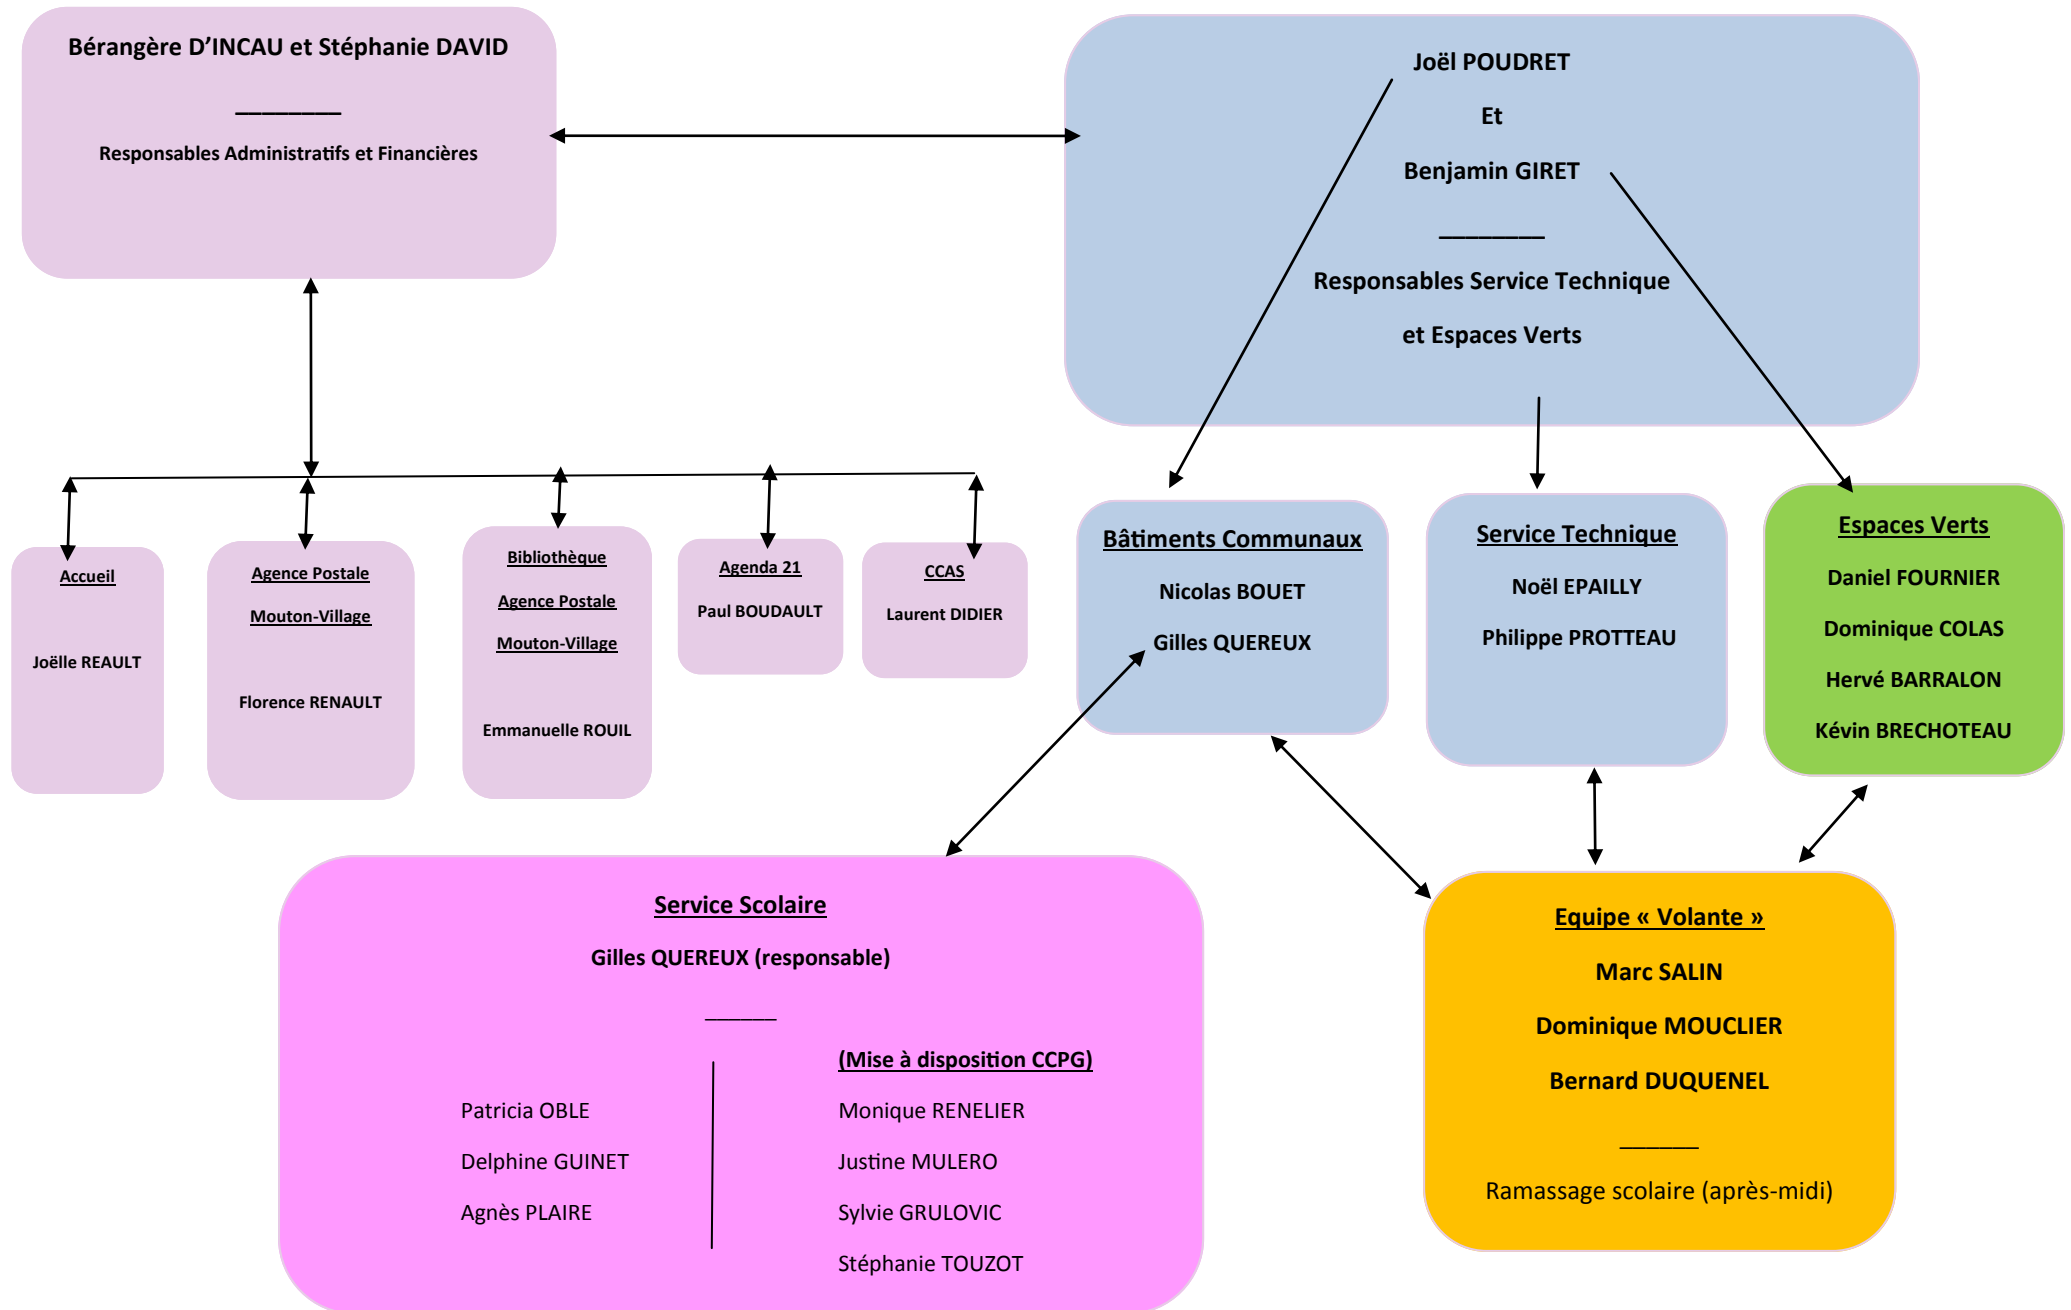 Bérangère D'INCAU et Stéphanie DAVID
________
Responsables Administratifs et Financières
Joël POUDRET
Et
Benjamin GIRET
________
Responsables Service Technique
et Espaces Verts
Accueil
Joëlle REAULT
Agence Postale
Mouton-Village
Florence RENAULT
Bibliothèque
Agence Postale
Mouton-Village
Emmanuelle ROUIL
Agenda 21
Paul BOUDAULT
CCAS
Laurent DIDIER
Bâtiments Communaux
Nicolas BOUET
Gilles QUEREUX
Service Technique
Noël EPAILLY
Philippe PROTTEAU
Espaces Verts
Daniel FOURNIER
Dominique COLAS
Hervé BARRALON
Kévin BRECHOTEAU
Service Scolaire
Gilles QUEREUX (responsable)
______
Patricia OBLE
Delphine GUINET
Agnès PLAIRE
(Mise à disposition CCPG)
Monique RENELIER
Justine MULERO
Sylvie GRULOVIC
Stéphanie TOUZOT
Equipe « Volante »
Marc SALIN
Dominique MOUCLIER
Bernard DUQUENEL
______
Ramassage scolaire (après-midi)